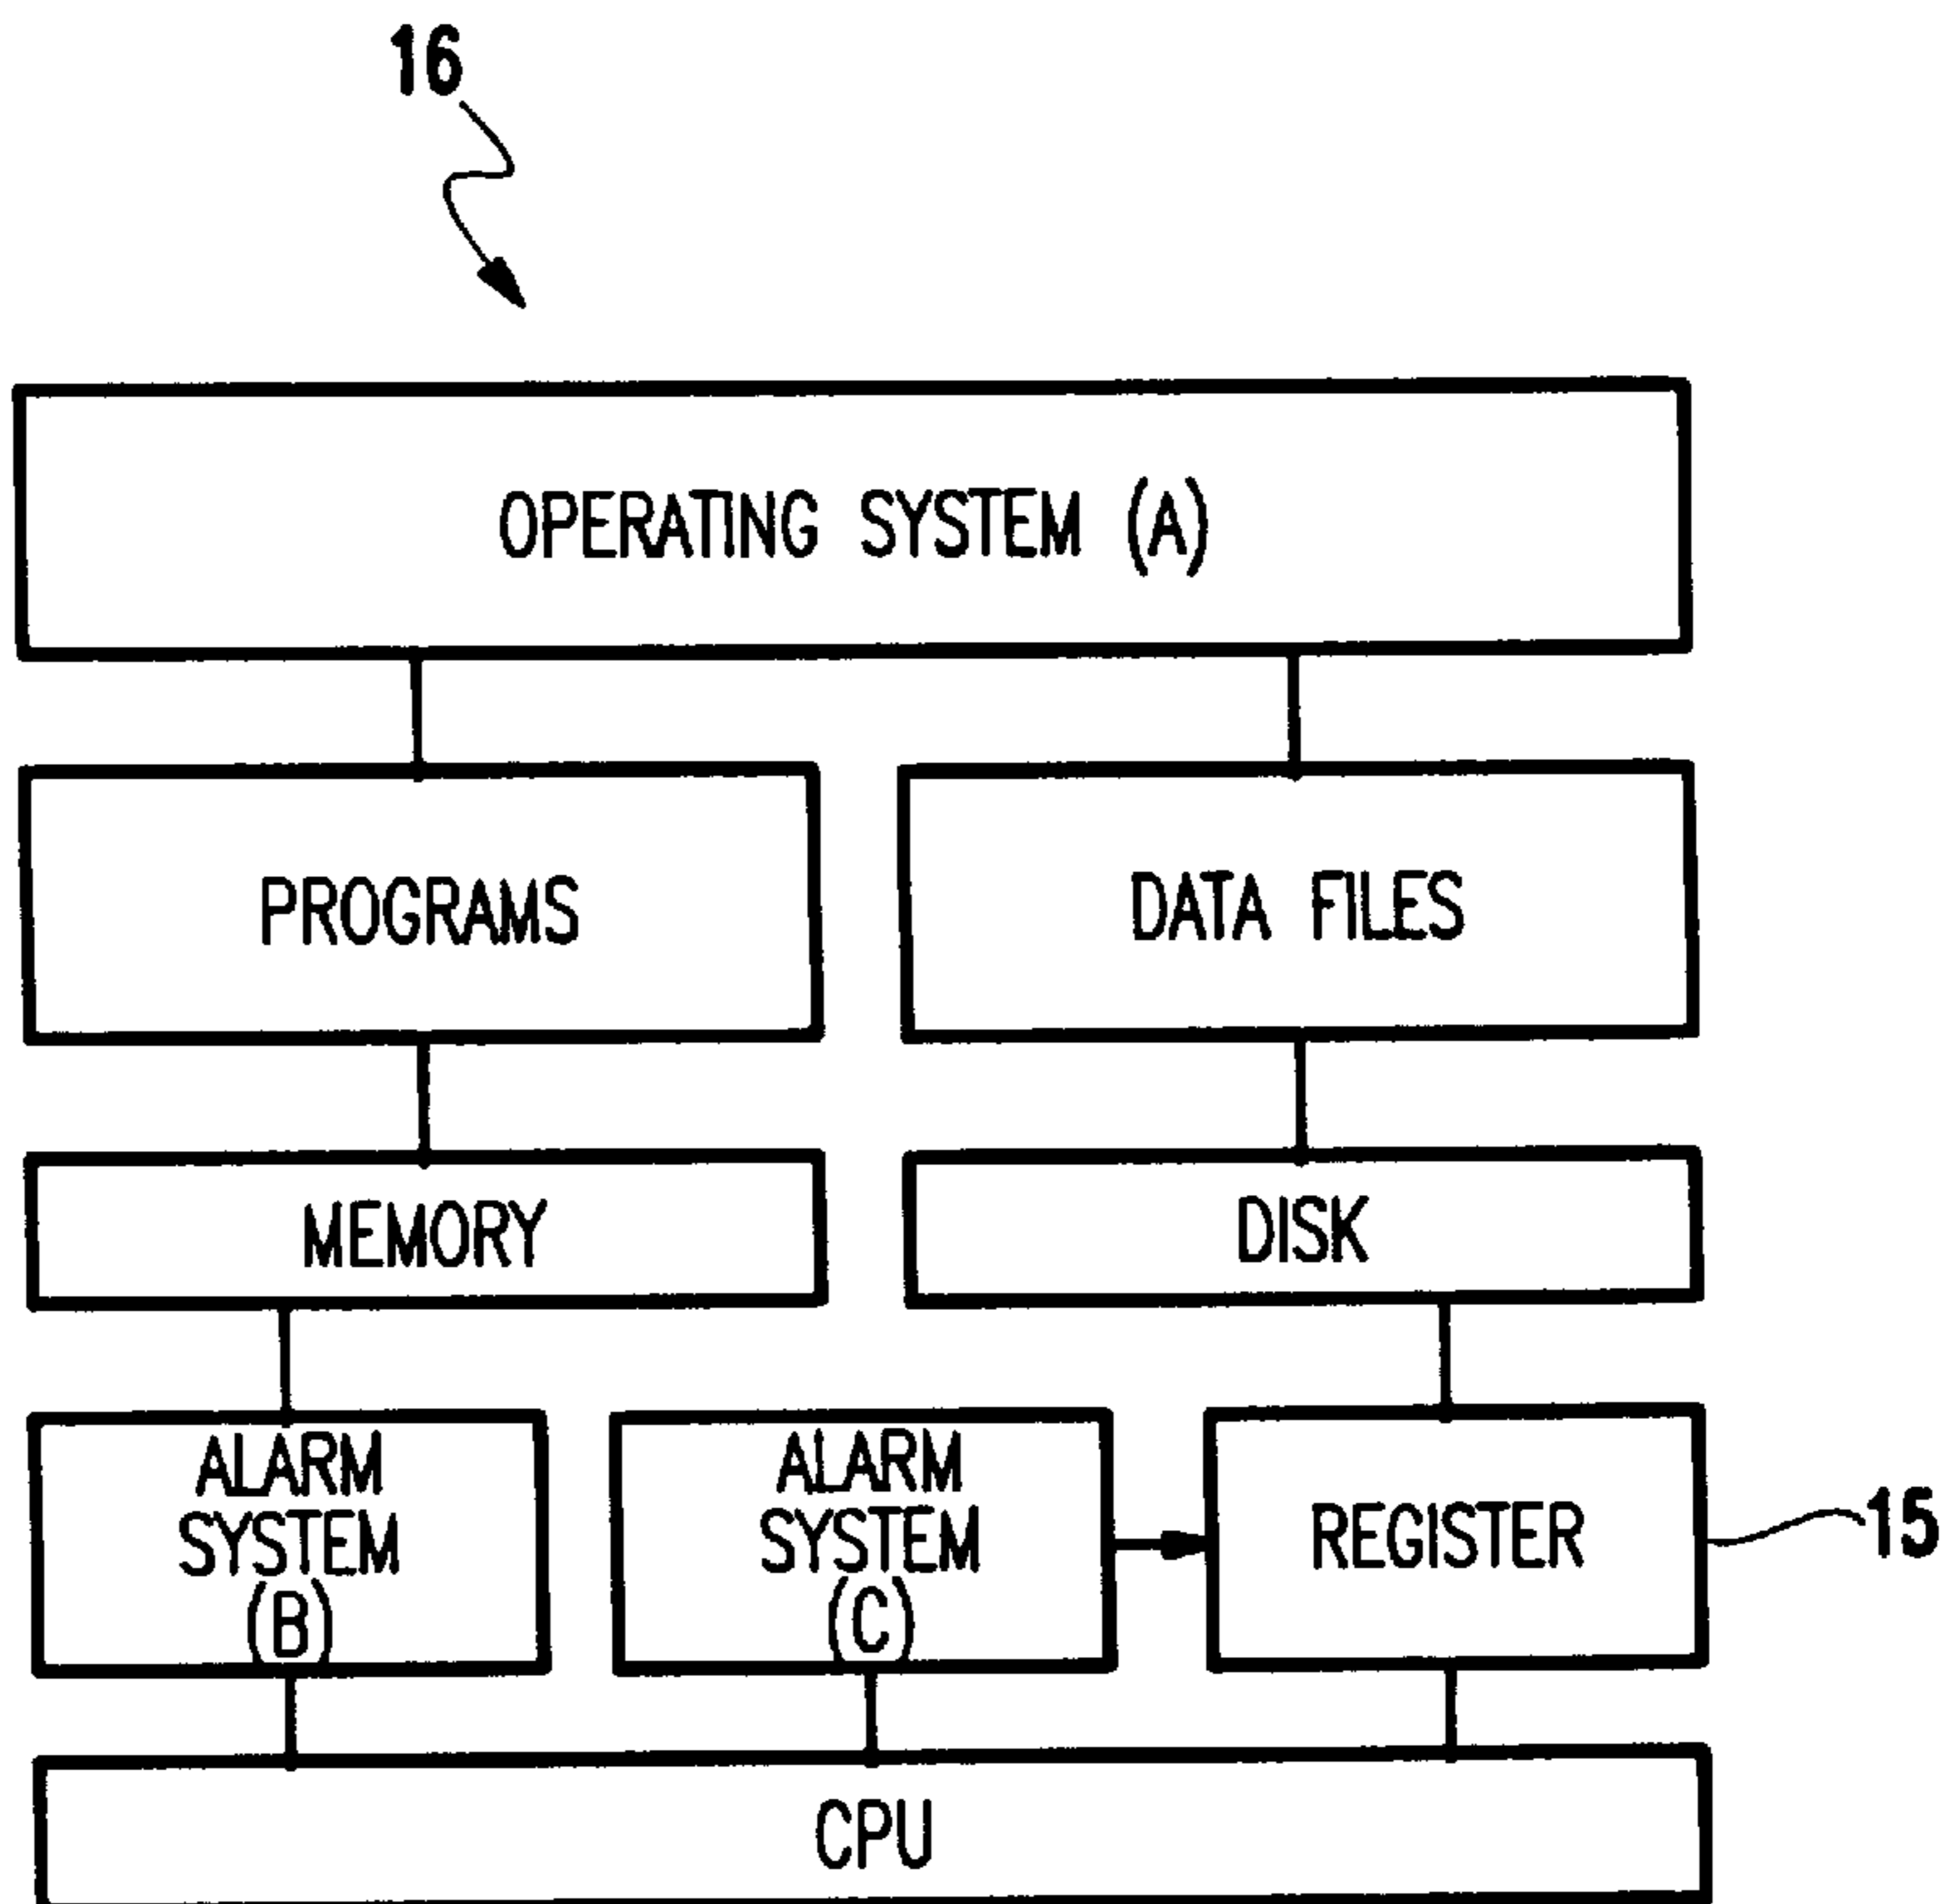 16
OPERATING SYSTEM (A)
PROGRAMS
DATA FILES
MEMORY
DISK
ALARM
SYSTEM
(B)
ALARM
SYSTEM
(C)
REGISTER
15
CPU